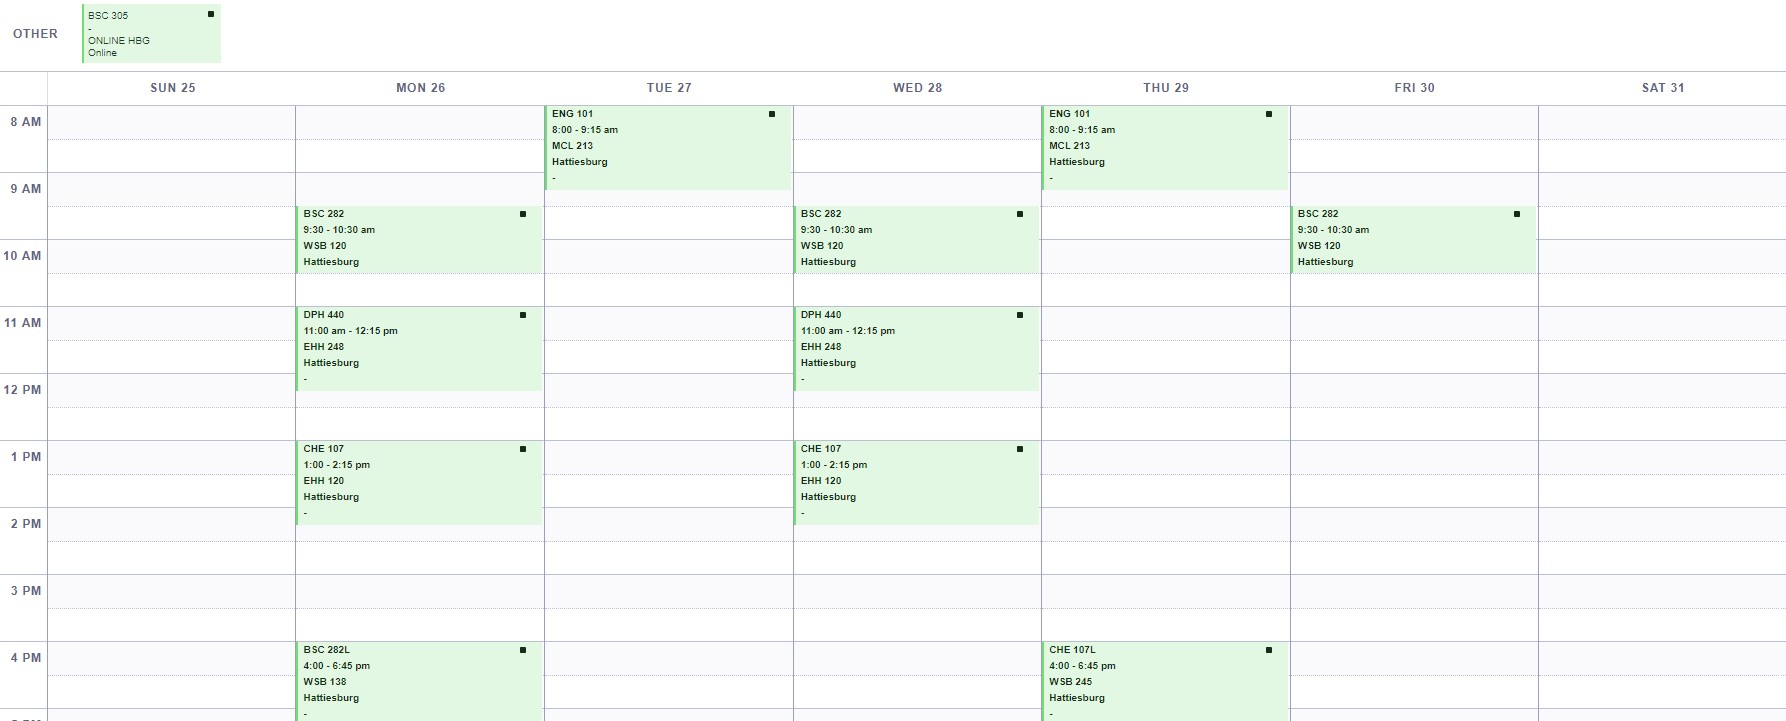 OTHER
BSC 305
-
ONLINE HBG
Online
SUN 25 MON 26 TUE 27 WED 28 THU 29 FRI 30 SAT 31
8 AM
ENG 101
8:00 - 9:15 am
MCL 213
Hattiesburg
-
ENG 101
8:00 - 9:15 am
MCL 213
Hattiesburg
-
9 AM
BSC 282
9:30 - 10:30 am
WSB 120
Hattiesburg
BSC 282
9:30 - 10:30 am
WSB 120
Hattiesburg
BSC 282
9:30 - 10:30 am
WSB 120
Hattiesburg
10 AM
11 AM
DPH 440
11:00 am - 12:15 pm
EHH 248
Hattiesburg
-
DPH 440
11:00 am - 12:15 pm
EHH 248
Hattiesburg
-
12 PM
1 PM
CHE 107
1:00 - 2:15 pm
EHH 120
Hattiesburg
-
CHE 107
1:00 - 2:15 pm
EHH 120
Hattiesburg
-
2 PM
3 PM
4 PM
BSC 282L
4:00 - 6:45 pm
WSB 138
Hattiesburg
-
CHE 107L
4:00 - 6:45 pm
WSB 245
Hattiesburg
-